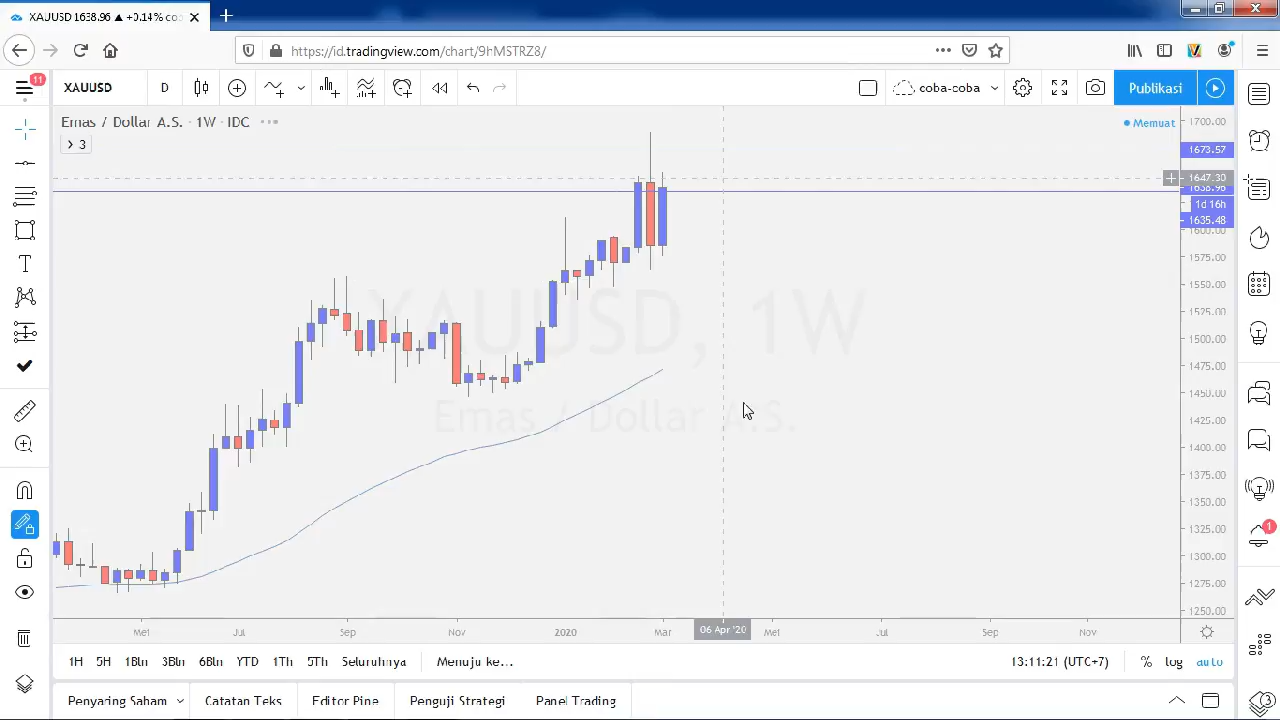 XAUUSD 1638.96 ▲ +0.14% co
https://id.tradingview.com/chart/9hMSTRZ8/
11
XAUUSD
D
coba-coba
Publikasi
Emas / Dollar A.S. · 1W · IDC
3
Memuat
XAUUSD, 1W
Emas / Dollar A.S.
1700.00
1673.57
1647.30
1638.96
1d 16h
1635.48
1600.00
1575.00
1550.00
1525.00
1500.00
1475.00
1450.00
1425.00
1400.00
1375.00
1350.00
1325.00
1300.00
1275.00
1250.00
1
Mei Jul Sep Nov 2020 Mar 06 Apr '20 Mei Jul Sep Nov
1H 5H 1Bln 3Bln 6Bln YTD 1Th 5Th Seluruhnya Menuju ke... 13:11:21 (UTC+7) % log auto
Penyaring Saham Catatan Teks Editor Pine Penguji Strategi Panel Trading